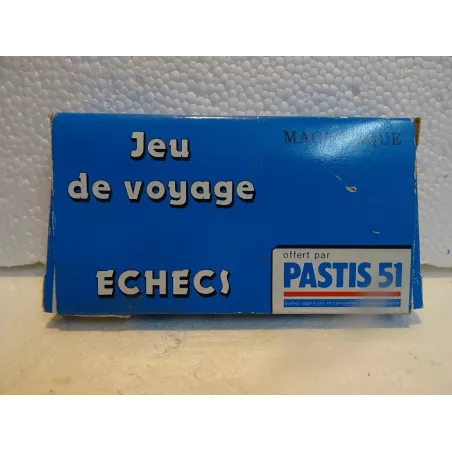 Jeu
de voyage
ECHECS
offert par
PASTIS 51